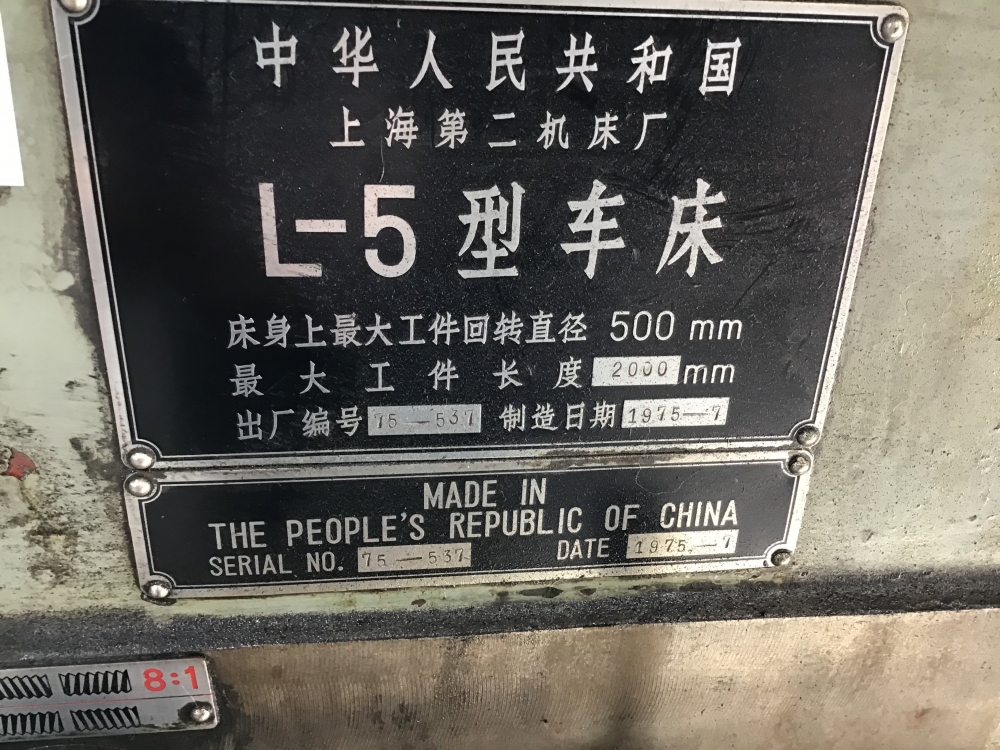 中华人民共和国
上海第二机床厂
L-5型车床
床身上最大工件回转直径 500 mm
最大工件长度 2000 mm
出厂编号 75-537 制造日期 1975-7
MADE IN
THE PEOPLE'S REPUBLIC OF CHINA
SERIAL NO. 75-537 DATE 1975-7
8:1